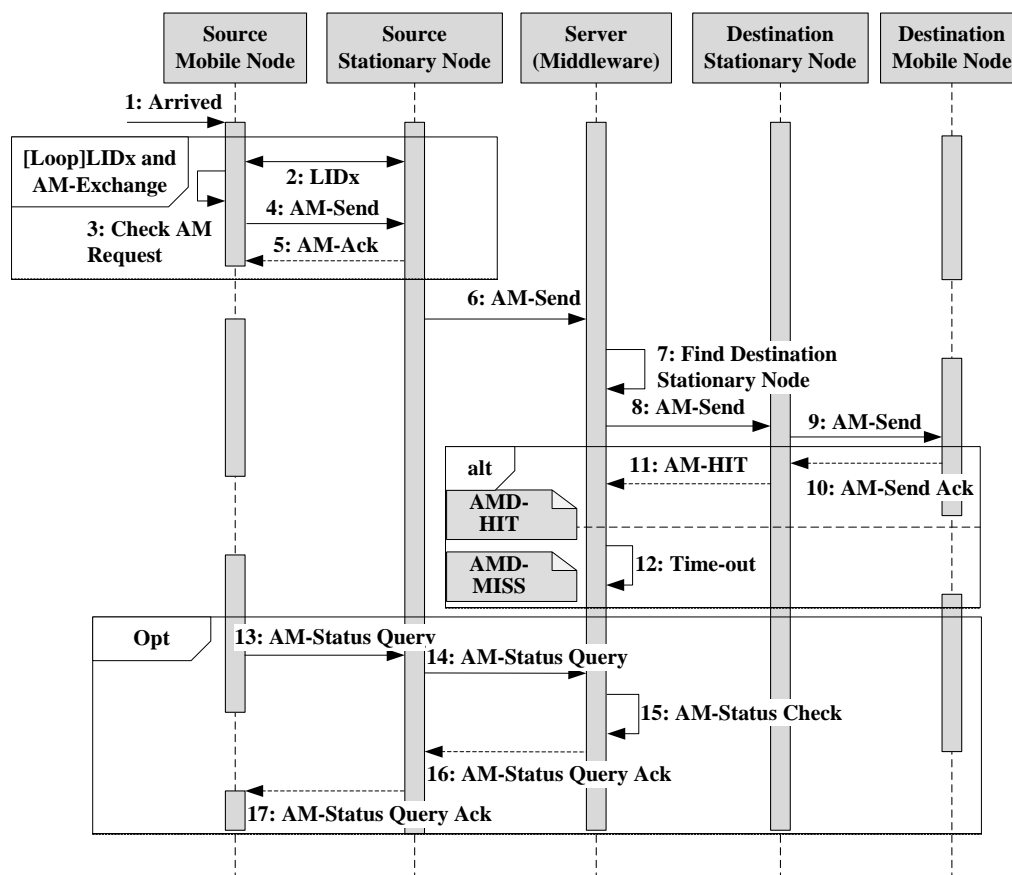 Source
Mobile Node
Source
Stationary Node
Server
(Middleware)
Destination
Stationary Node
Destination
Mobile Node
1: Arrived
[Loop]LIDx and
AM-Exchange
2: LIDx
3: Check AM
Request
4: AM-Send
5: AM-Ack
6: AM-Send
7: Find Destination
Stationary Node
8: AM-Send
9: AM-Send
alt
11: AM-HIT
10: AM-Send Ack
AMD-
HIT
AMD-
MISS
12: Time-out
Opt
13: AM-Status Query
14: AM-Status Query
15: AM-Status Check
16: AM-Status Query Ack
17: AM-Status Query Ack